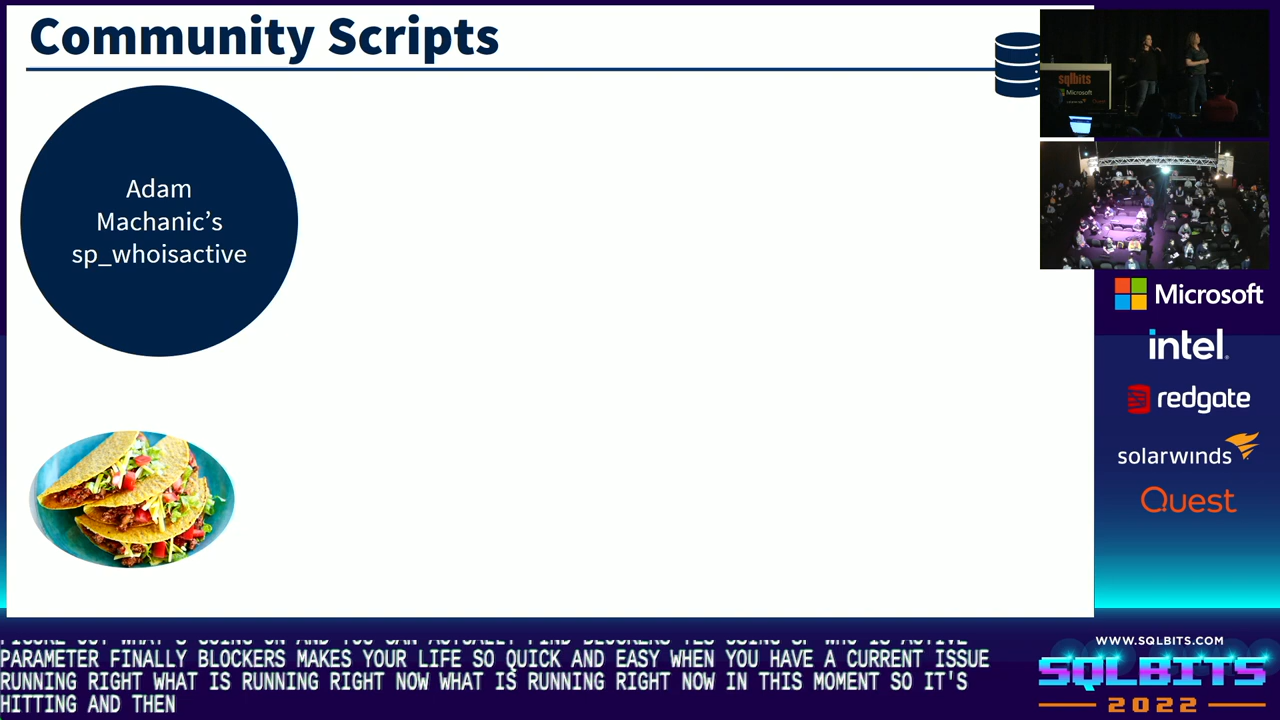 Community Scripts
Adam
Machanic’s
sp_whoisactive
sqlbits
Microsoft
Microsoft
intel.
redgate
solarwinds
Quest
PARAMETER FINALLY BLOCKERS MAKES YOUR LIFE SO QUICK AND EASY WHEN YOU HAVE A CURRENT ISSUE
RUNNING RIGHT WHAT IS RUNNING RIGHT NOW WHAT IS RUNNING RIGHT NOW IN THIS MOMENT SO IT'S
HITTING AND THEN
WWW.SQLBITS.COM
SQLBITS
2022